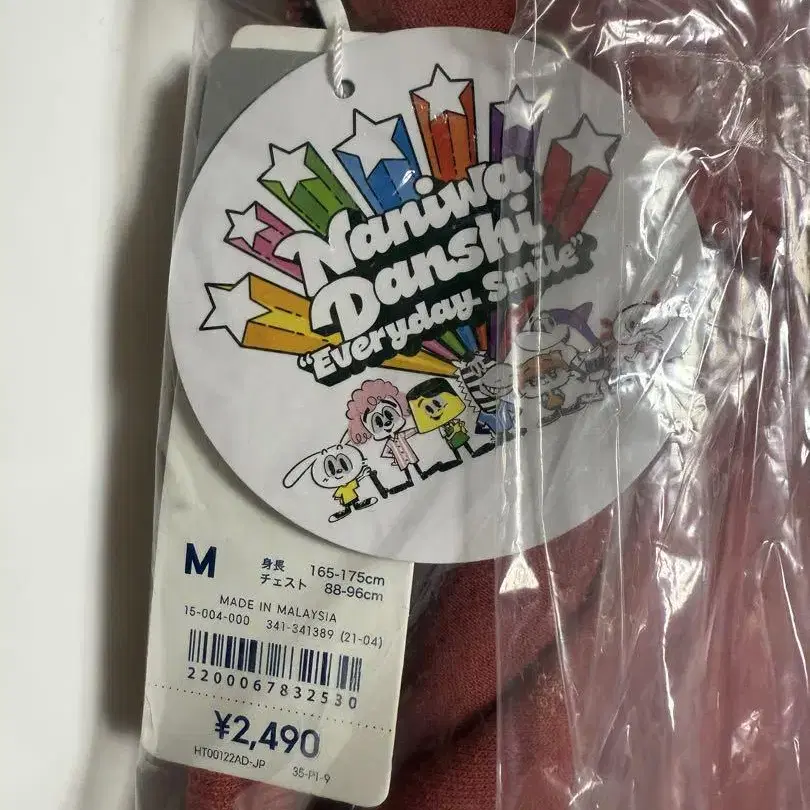 Naniwa
Danshi
"Everyday Smile"
M
身長 165-175cm
チェスト 88-96cm
MADE IN MALAYSIA
15-004-000 341-341389 (21-04)
2200067832530
¥2,490
HT00122AD-JP 35-PI-9